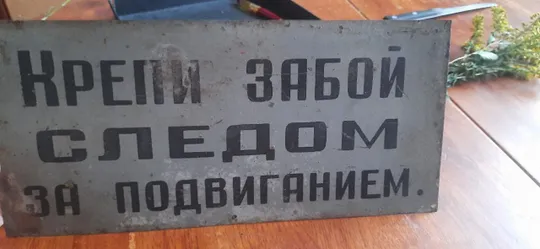 Крепи забой
следом
за подвиганием.